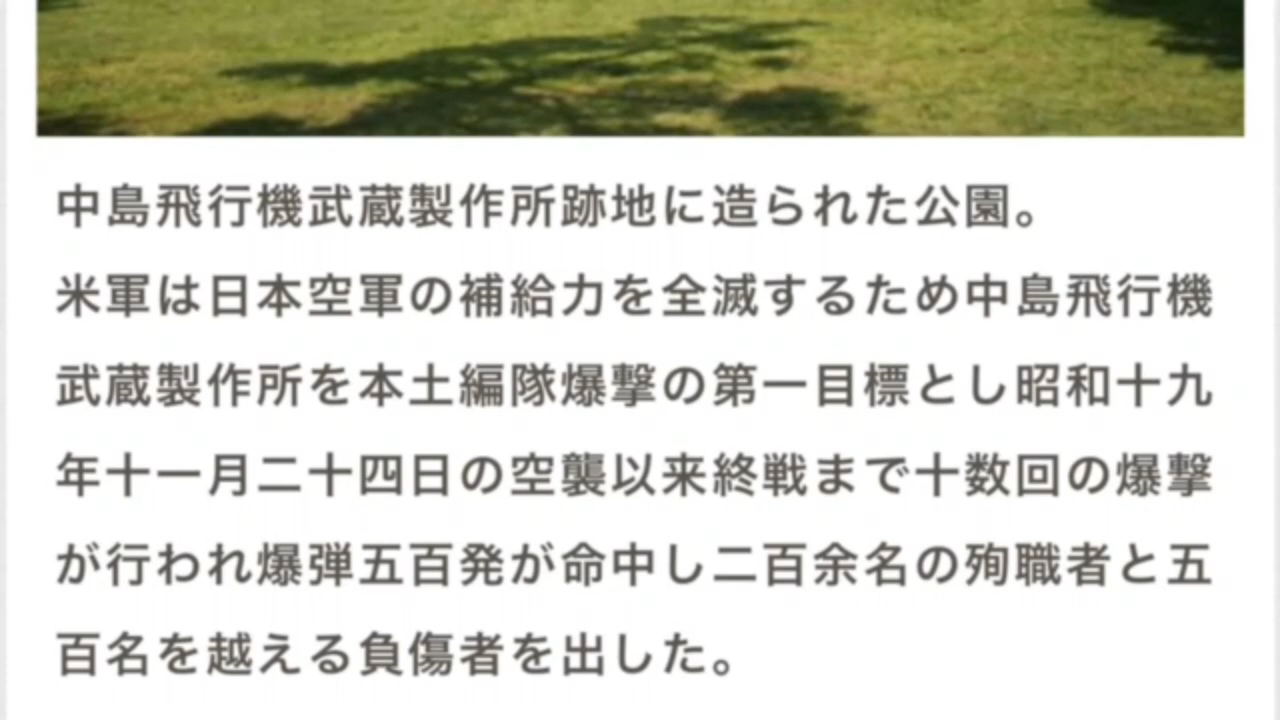 中島飛行機武蔵製作所跡地に造られた公園。
米軍は日本空軍の補給力を全滅するため中島飛行機
武蔵製作所を本土編隊爆撃の第一目標とし昭和十九
年十一月二十四日の空襲以来終戦まで十数回の爆撃
が行われ爆弾五百発が命中し二百余名の殉職者と五
百名を越える負傷者を出した。